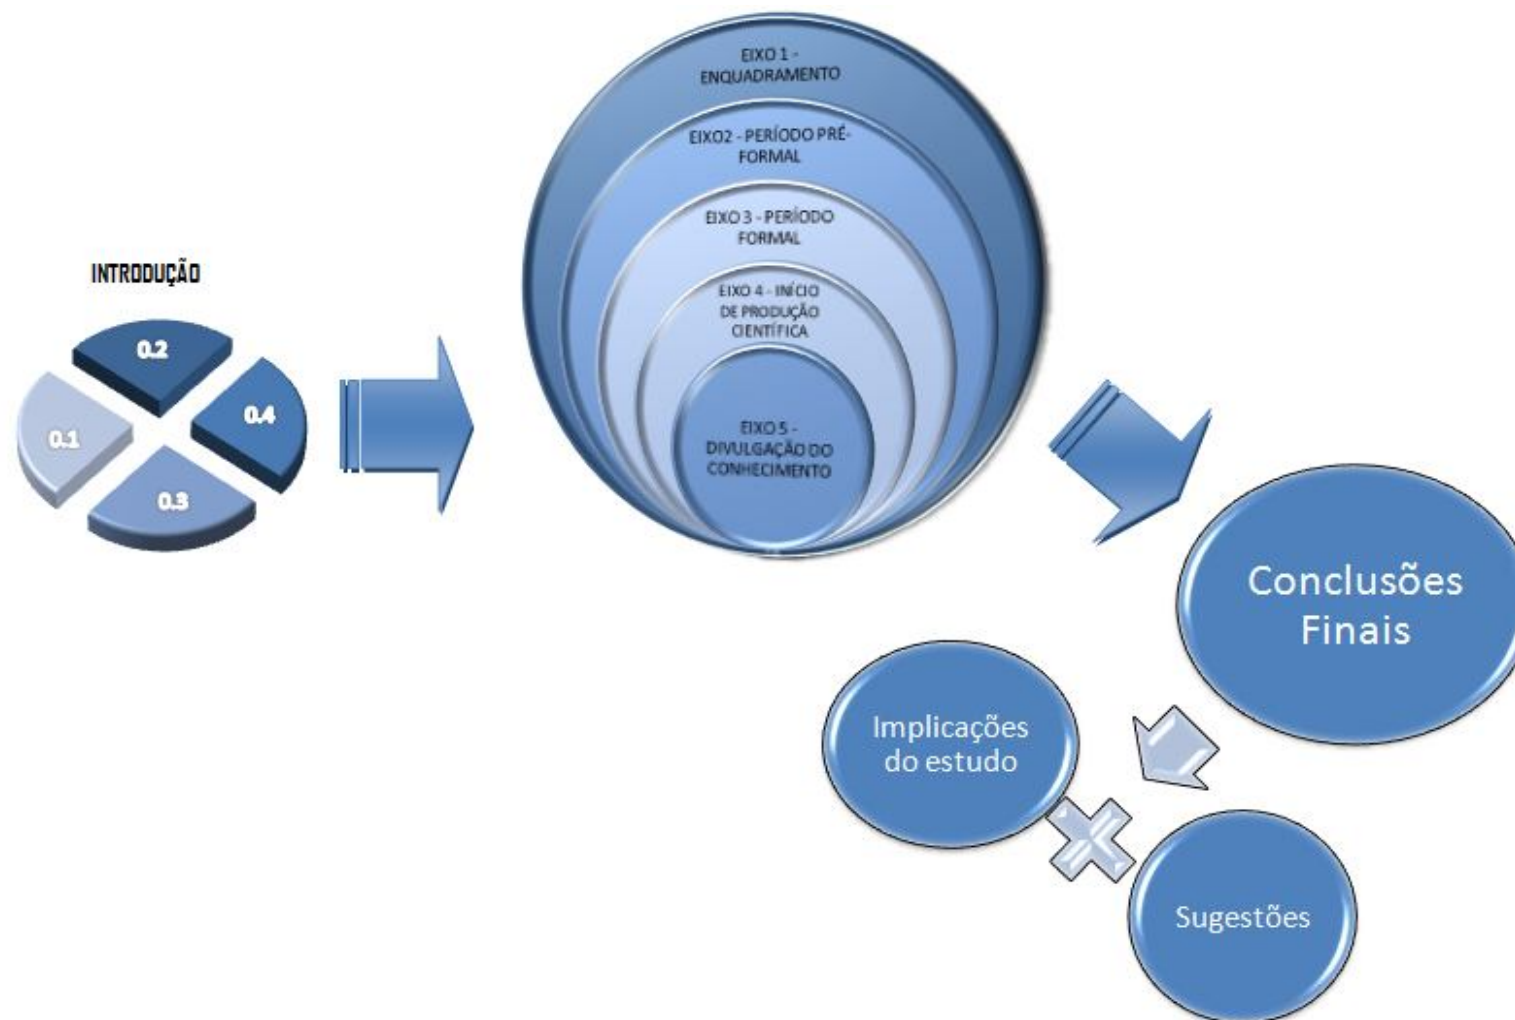 INTRODUÇÃO
0.2
0.4
0.1
0.3
EIXO 1 -
ENQUADRAMENTO
EIXO2 - PERÍODO PRÉ-
FORMAL
EIXO 3 - PERÍODO
FORMAL
EIXO 4 - INÍCIO
DE PRODUÇÃO
CIENTÍFICA
EIXO 5 -
DIVULGAÇÃO DO
CONHECIMENTO
Conclusões
Finais
Implicações
do estudo
Sugestões